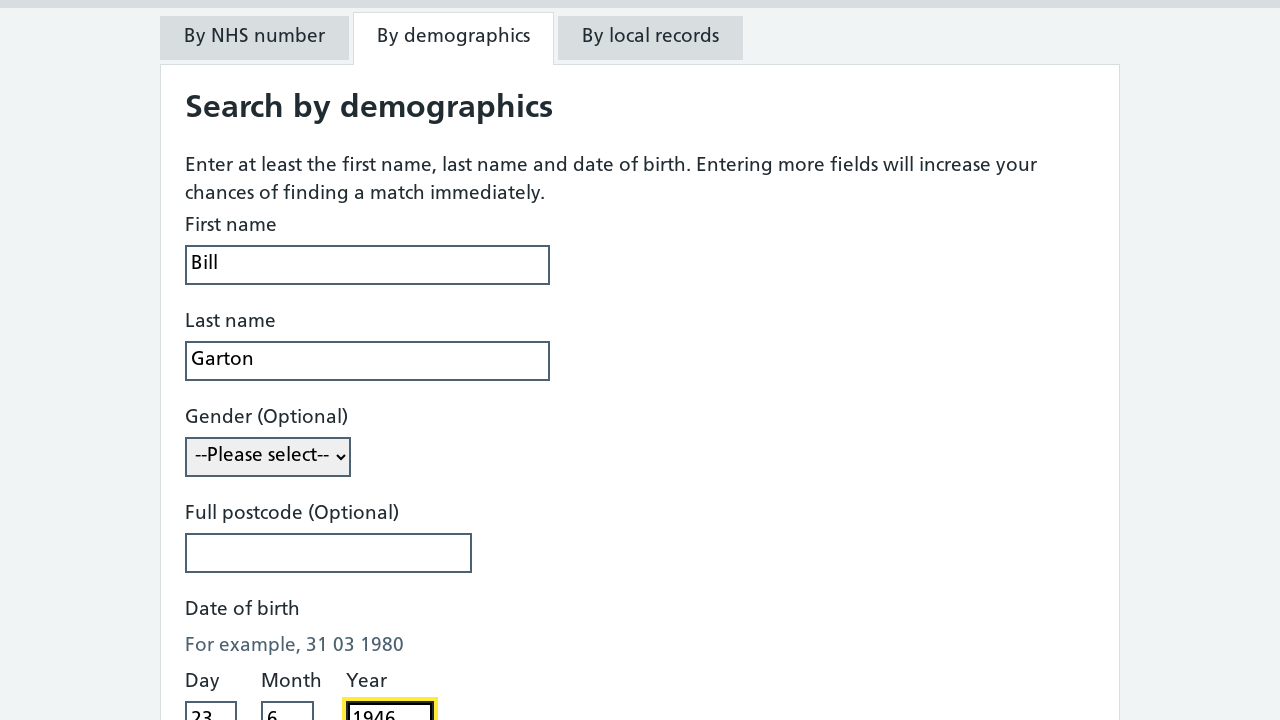 By NHS number
By demographics
By local records
Search by demographics
Enter at least the first name, last name and date of birth. Entering more fields will increase your
chances of finding a match immediately.
First name
Bill
Last name
Garton
Gender (Optional)
--Please select--
Full postcode (Optional)
Date of birth
For example, 31 03 1980
Day Month Year
23 6 1946